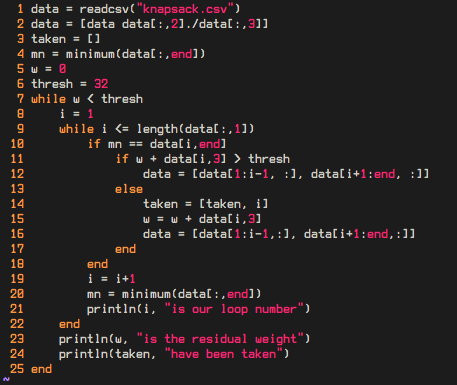 1 data = readcsv("knapsack.csv")
2 data = [data data[:,2]./data[:,3]]
3 taken = []
4 mn = minimum(data[:,end])
5 w = 0
6 thresh = 32
7 while w < thresh
8     i = 1
9     while i <= length(data[:,1])
10         if mn == data[i,end]
11             if w + data[i,3] > thresh
12                 data = [data[1:i-1, :], data[i+1:end, :]]
13             else
14                 taken = [taken, i]
15                 w = w + data[i,3]
16                 data = [data[1:i-1,:], data[i+1:end,:]]
17             end
18         end
19         i = i+1
20         mn = minimum(data[:,end])
21         println(i, "is our loop number")
22     end
23     println(w, "is the residual weight")
24     println(taken, "have been taken")
25 end
~